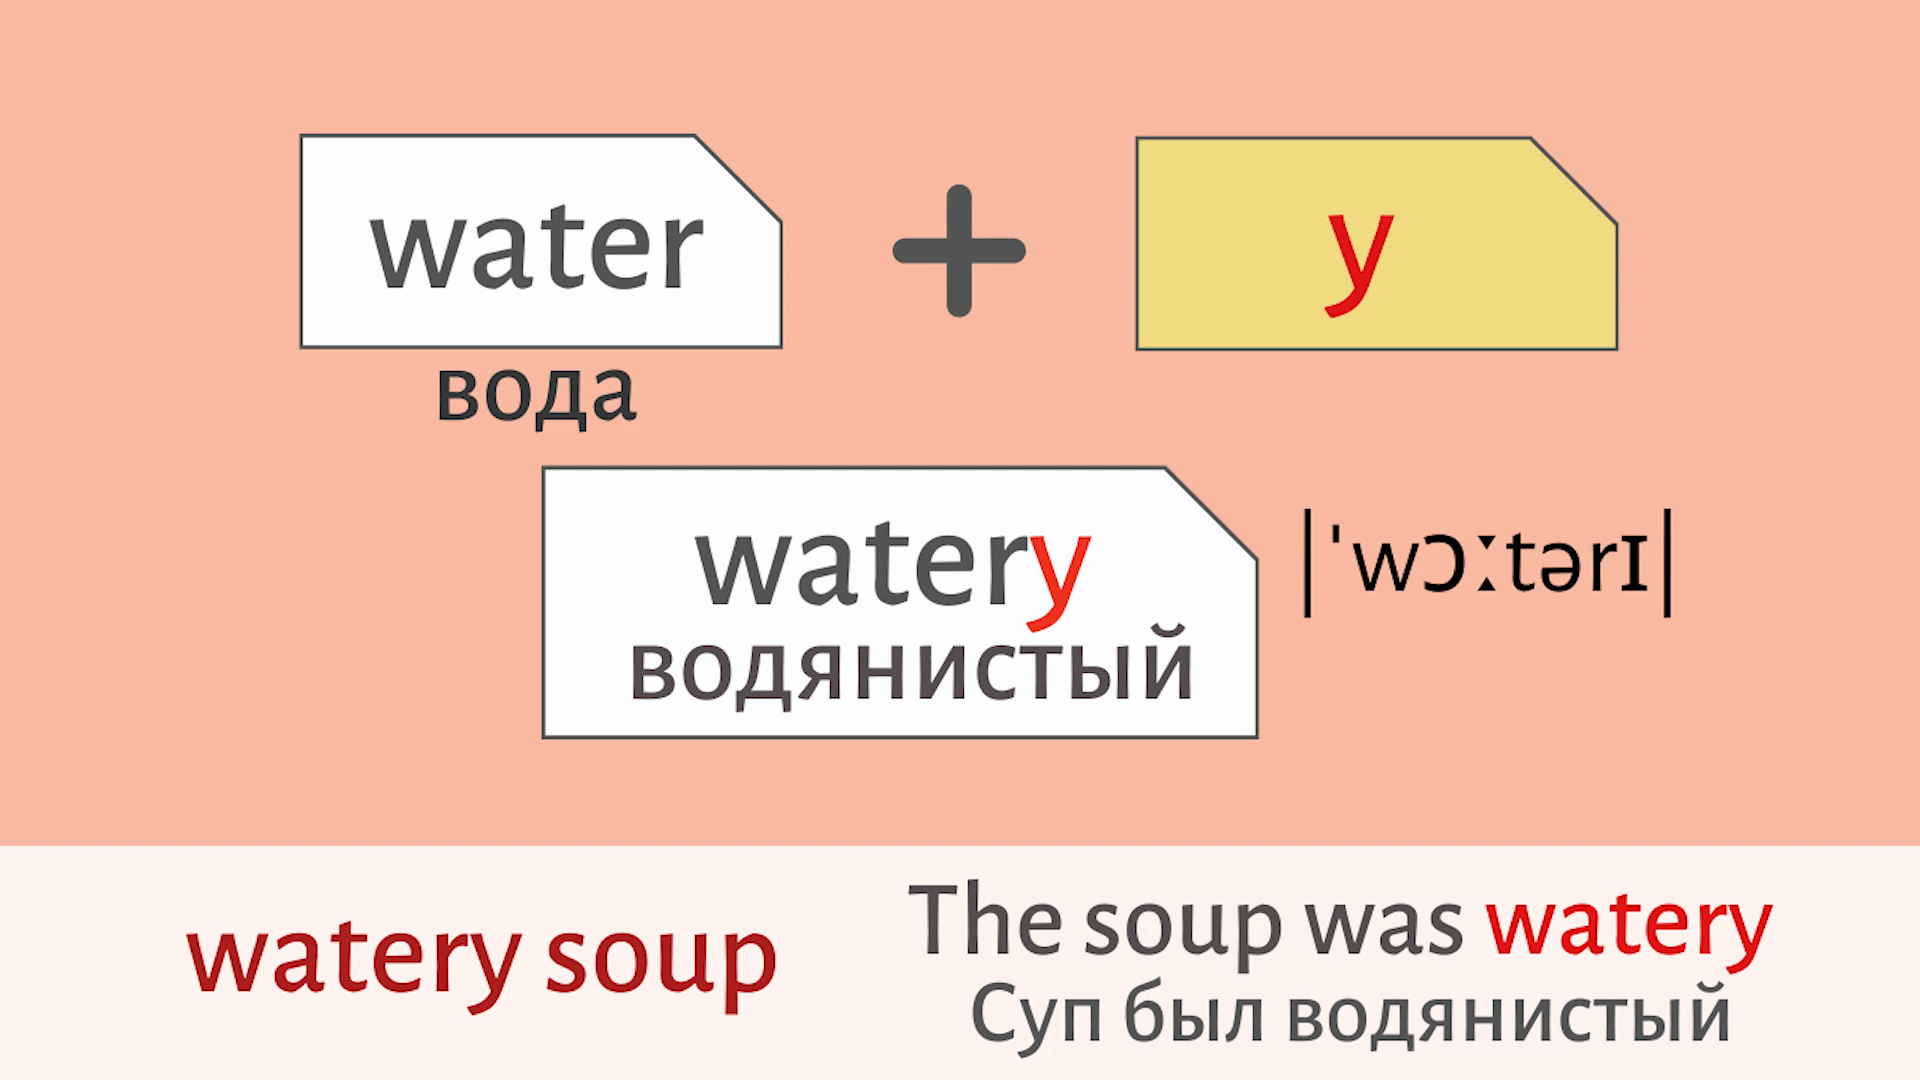 water + y
вода
watery |ˈwɔːtərɪ|
водянистый
watery soup
The soup was watery
Суп был водянистый